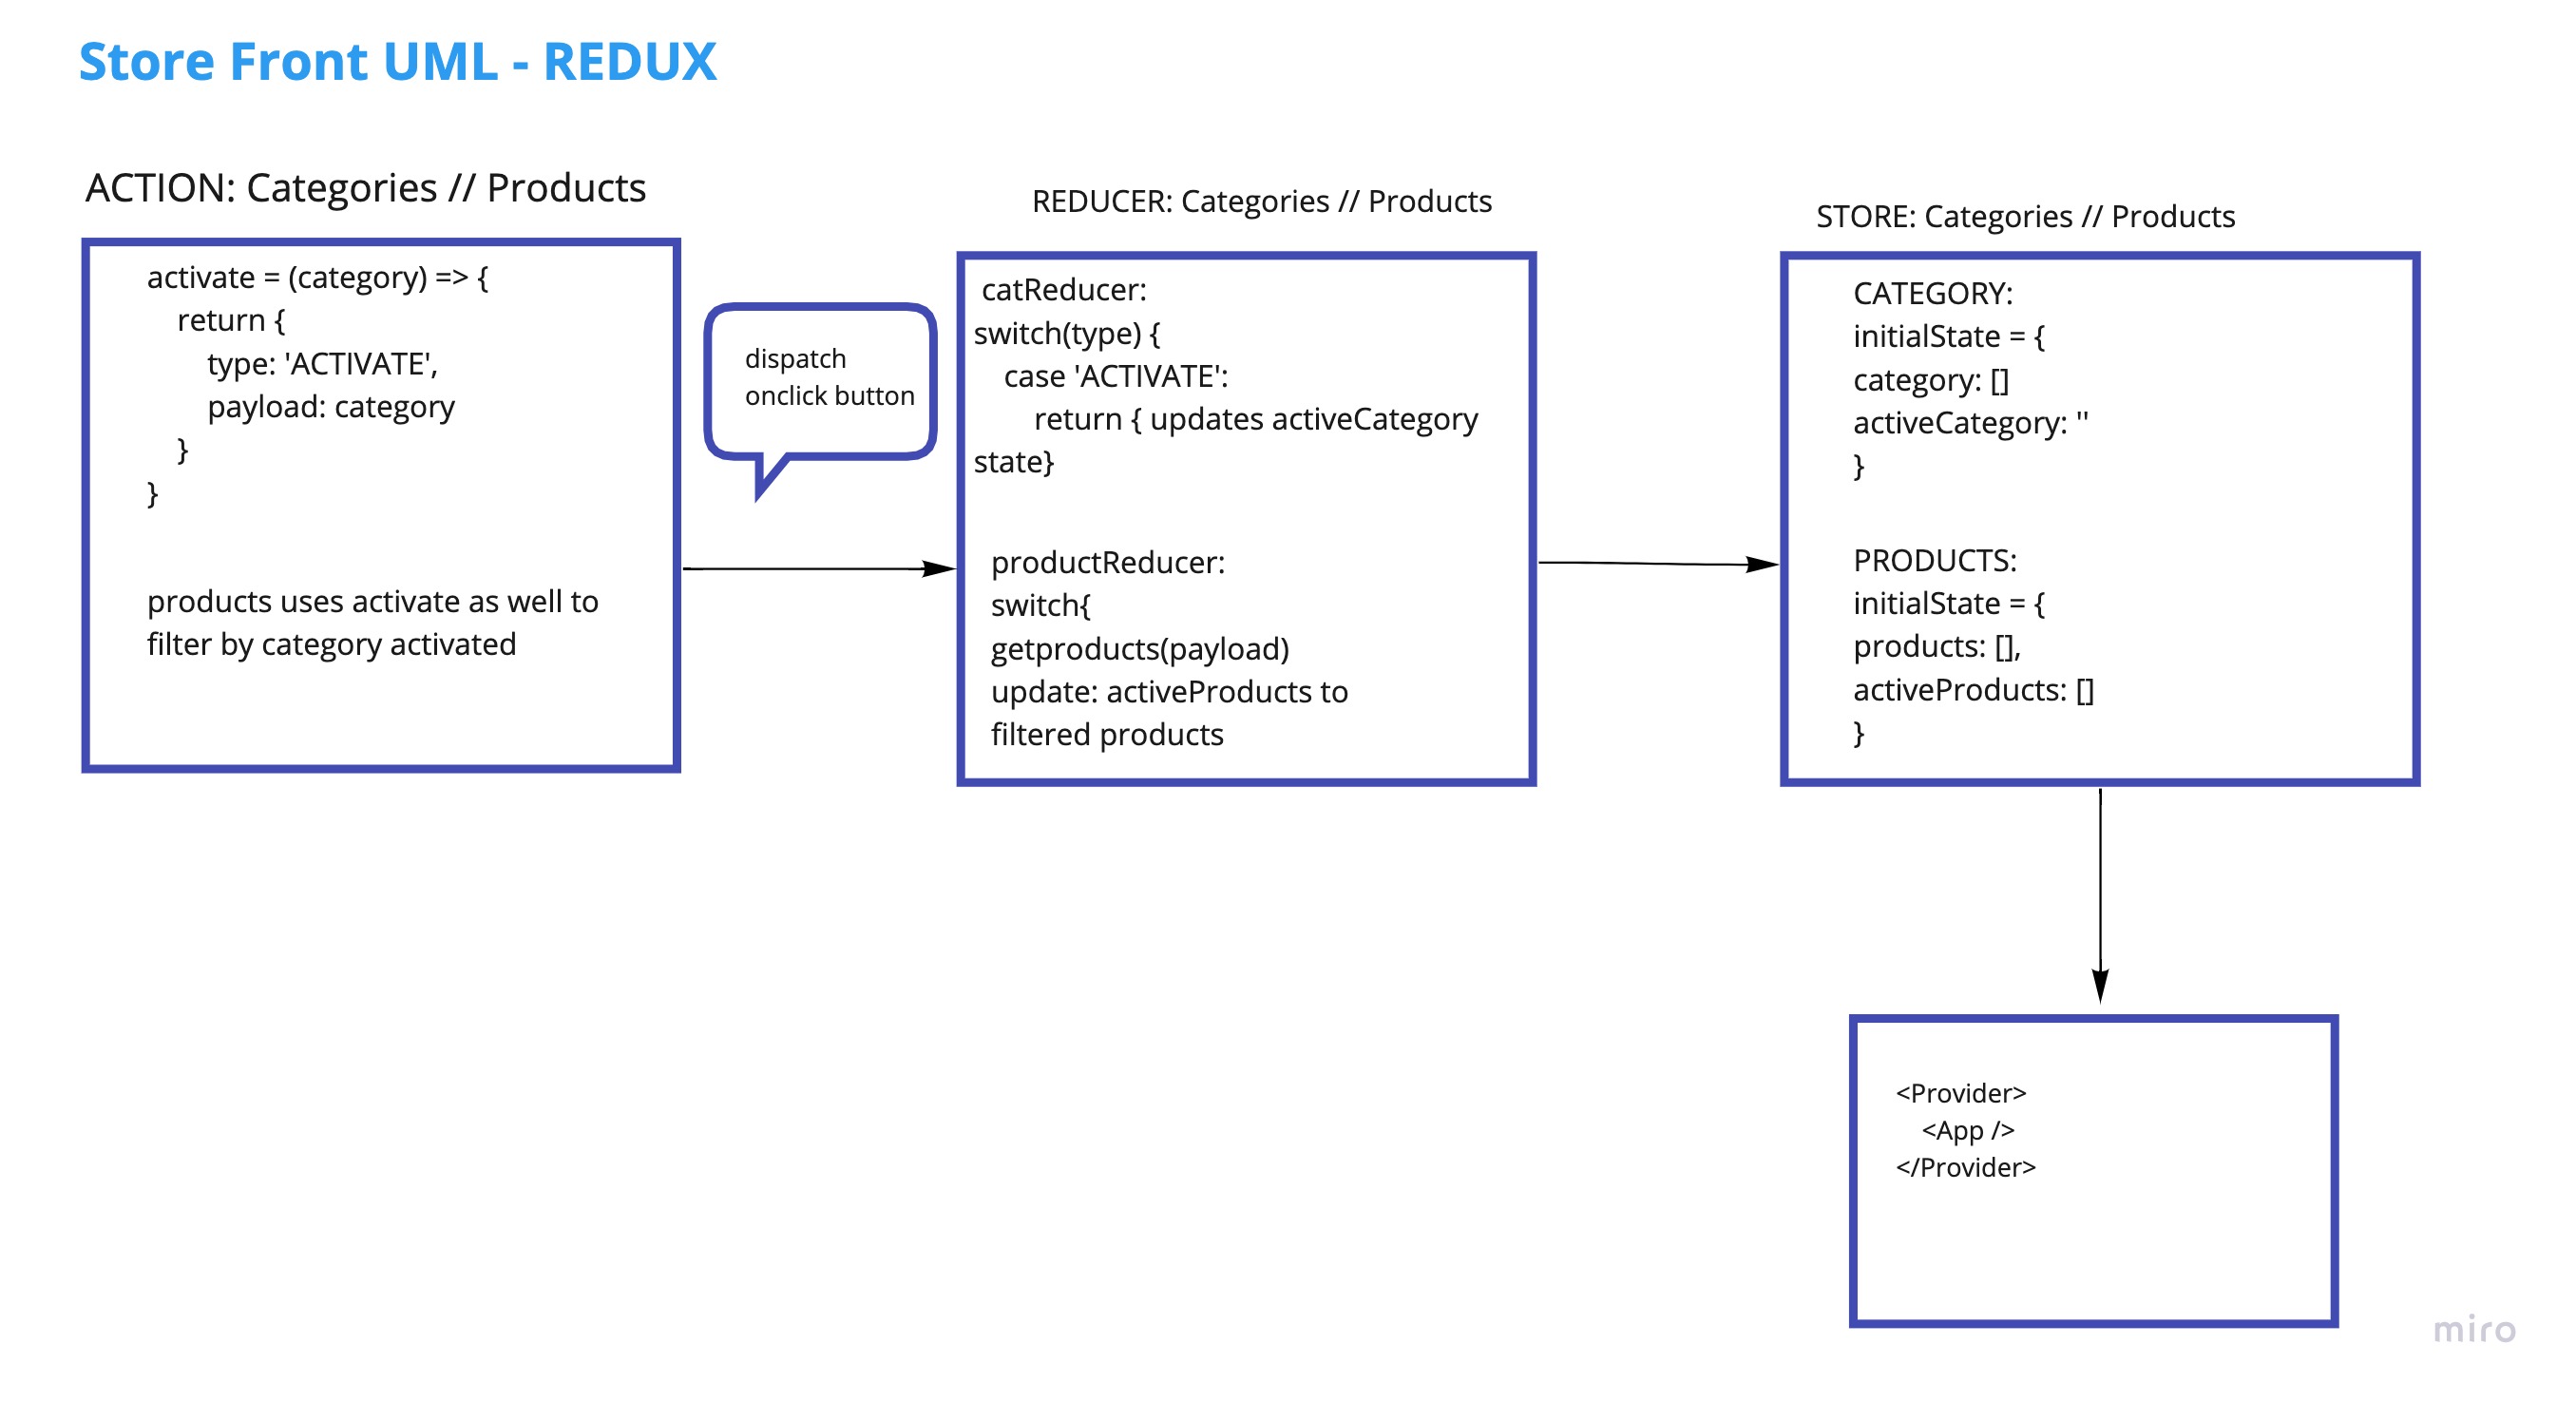 Store Front UML - REDUX
ACTION: Categories // Products
activate = (category) => {
return {
type: 'ACTIVATE',
payload: category
}
}
products uses activate as well to
filter by category activated
dispatch
onclick button
REDUCER: Categories // Products
catReducer:
switch(type) {
case 'ACTIVATE':
return { updates activeCategory
state}
productReducer:
switch{
getproducts(payload)
update: activeProducts to
filtered products
STORE: Categories // Products
CATEGORY:
initialState = {
category: []
activeCategory: ''
}
PRODUCTS:
initialState = {
products: [],
activeProducts: []
}
<Provider>
<App />
</Provider>
miro